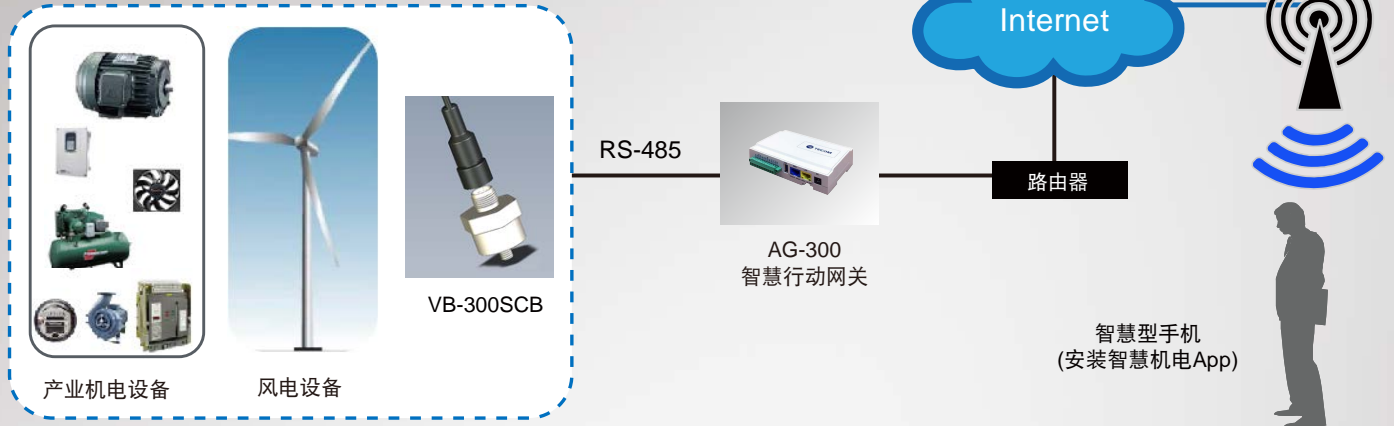 Internet
RS-485
路由器
TECOM
AG-300
智慧行动网关
VB-300SCB
智慧型手机
(安装智慧机电App)
产业机电设备
风电设备